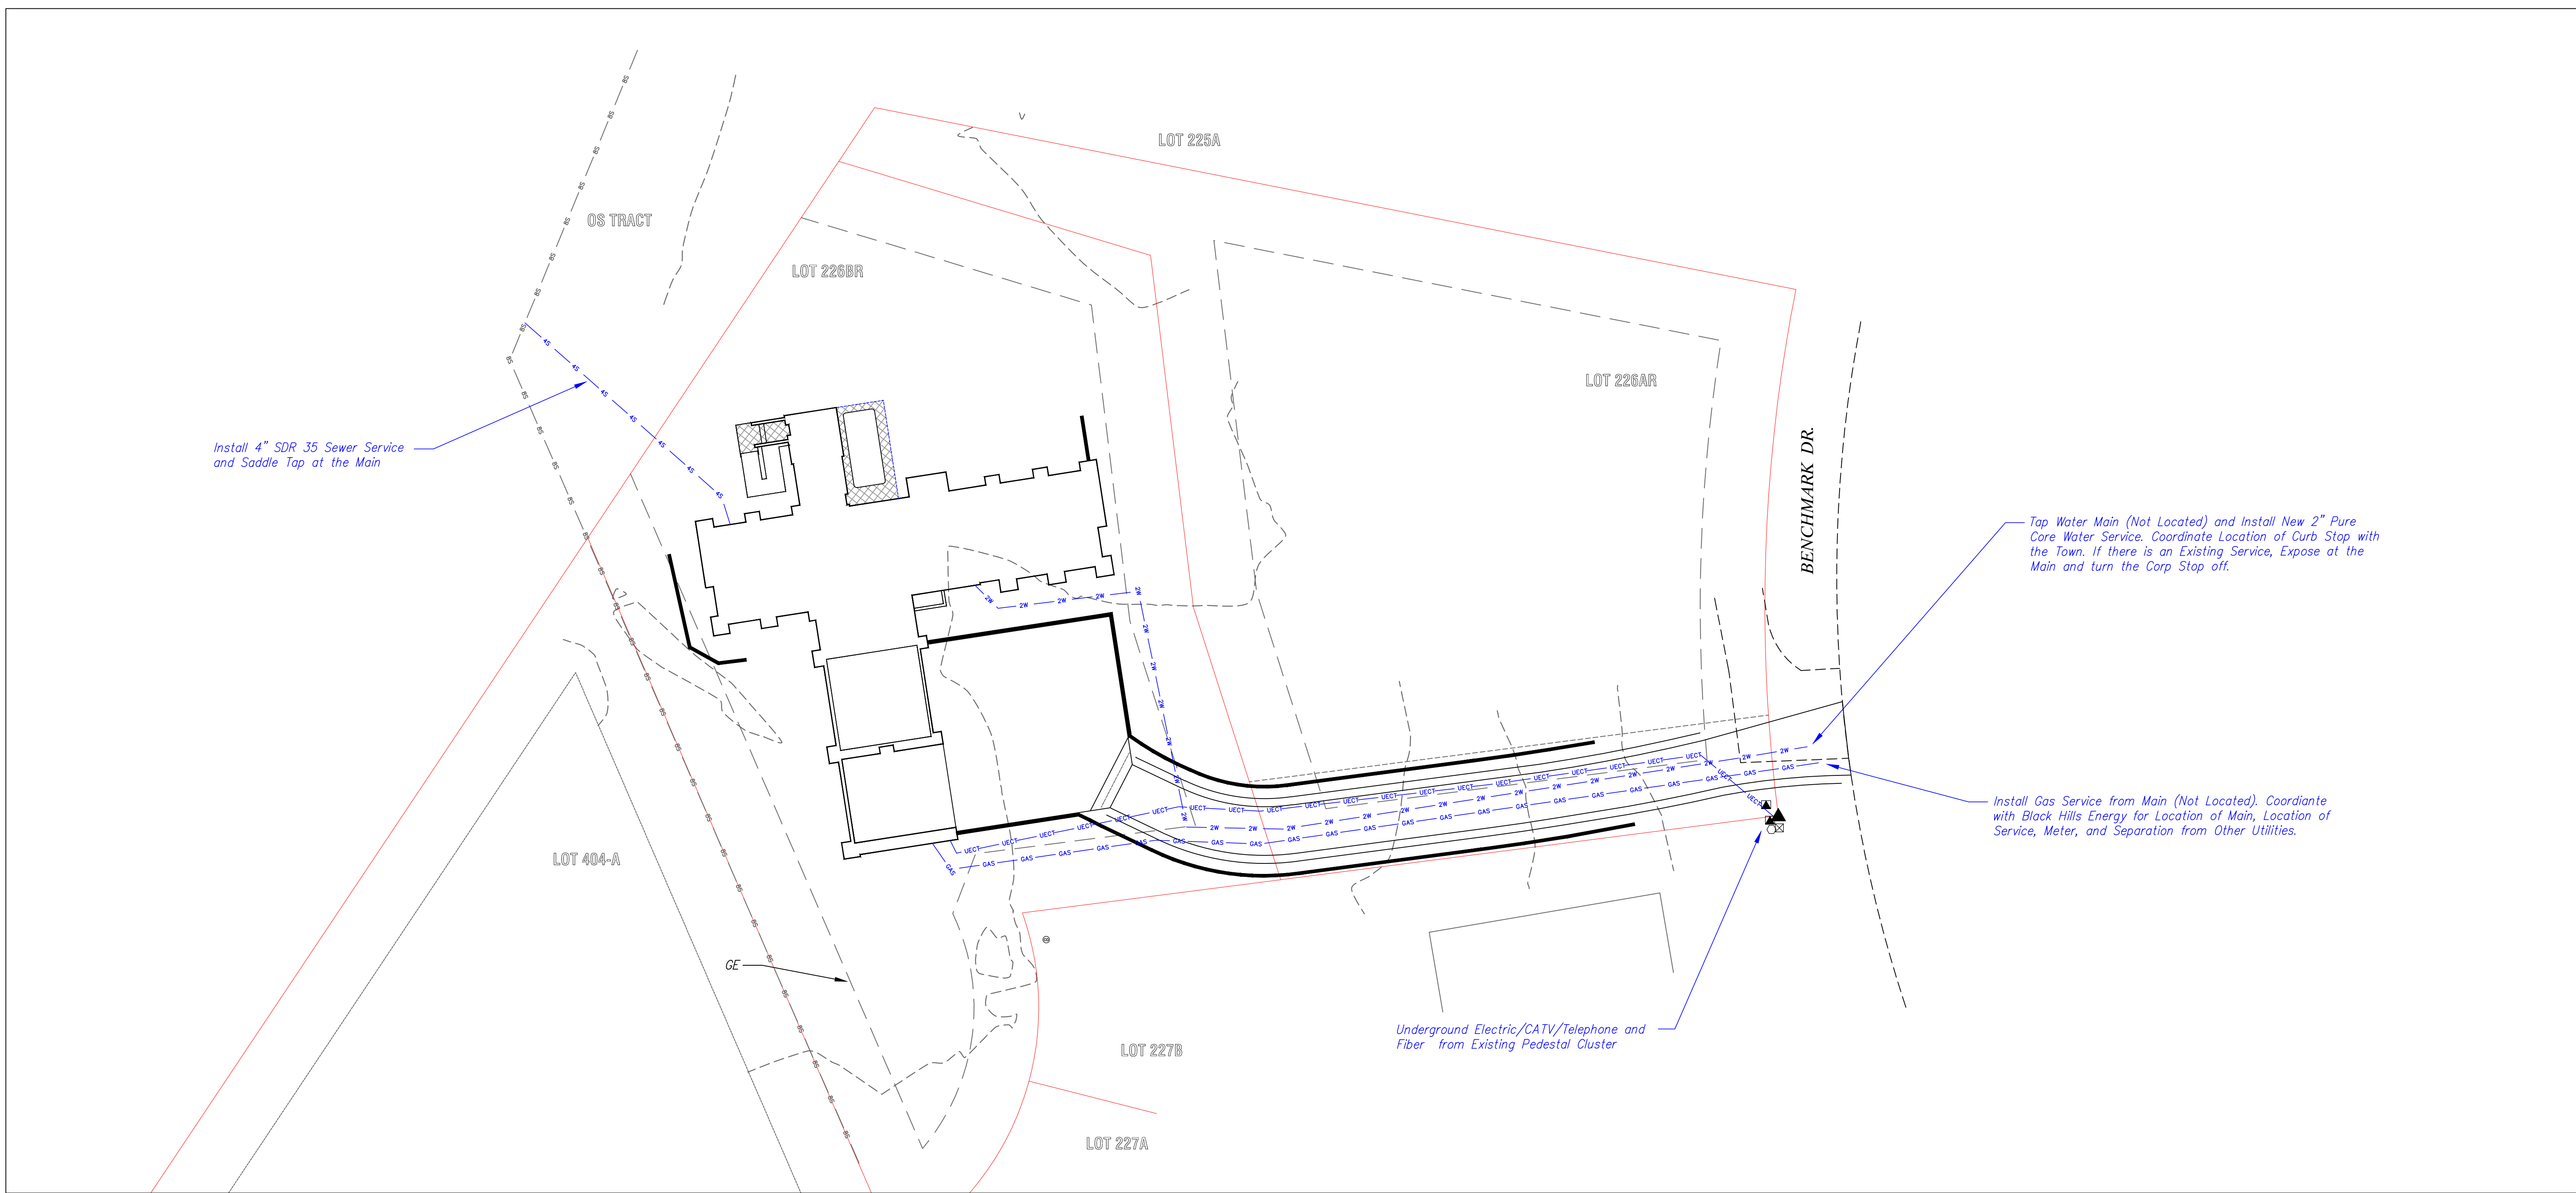 LOT 225A
OS TRACT
LOT 226BR
LOT 226AR
BENCHMARK DR.
Install 4" SDR 35 Sewer Service
and Saddle Tap at the Main
Tap Water Main (Not Located) and Install New 2" Pure
Core Water Service. Coordinate Location of Curb Stop with
the Town. If there is an Existing Service, Expose at the
Main and turn the Corp Stop off.
Install Gas Service from Main (Not Located). Coordiante
with Black Hills Energy for Location of Main, Location of
Service, Meter, and Separation from Other Utilities.
LOT 404-A
GE
Underground Electric/CATV/Telephone and
Fiber from Existing Pedestal Cluster
LOT 227B
LOT 227A
8S
4S
2W
UECT
GAS